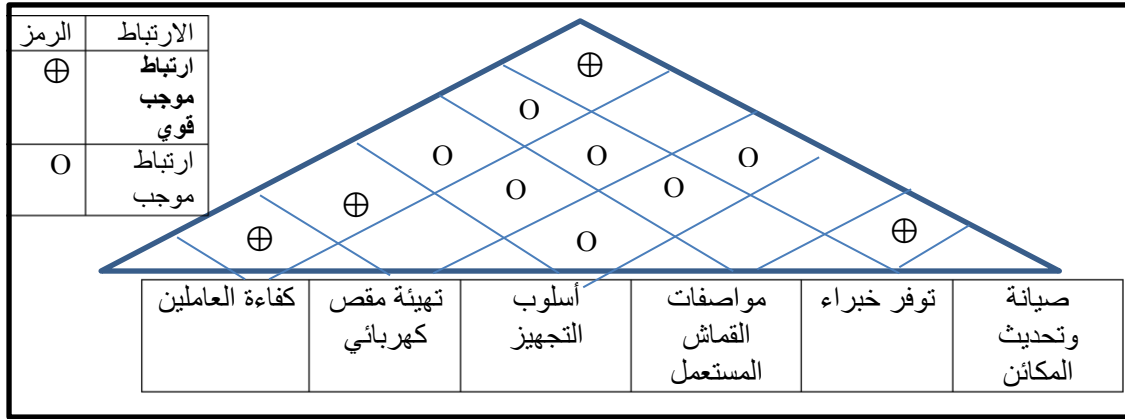 الارتباط الرمز
ارتباط ⊕
موجب
قوي
ارتباط O
موجب
⊕
O
O O O
⊕ O O
⊕ O ⊕
صيانة توفر خبراء مواصفات أسلوب تهيئة مقص كفاءة العاملين
وتحديث القماش التجهيز كهربائي
المكائن المستعمل